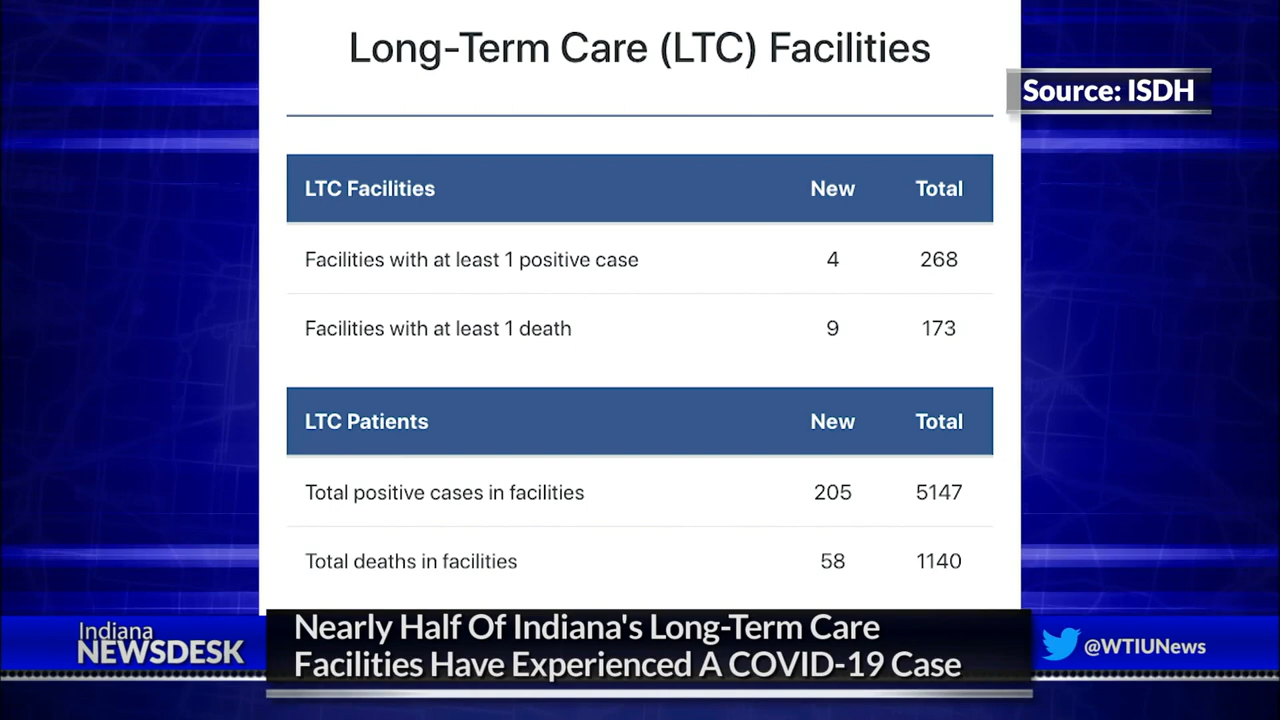 Long-Term Care (LTC) Facilities
Source: ISDH
LTC Facilities New Total
Facilities with at least 1 positive case 4 268
Facilities with at least 1 death 9 173
LTC Patients New Total
Total positive cases in facilities 205 5147
Total deaths in facilities 58 1140
Indiana
NEWSDESK
Nearly Half Of Indiana's Long-Term Care
Facilities Have Experienced A COVID-19 Case
@WTIUNews